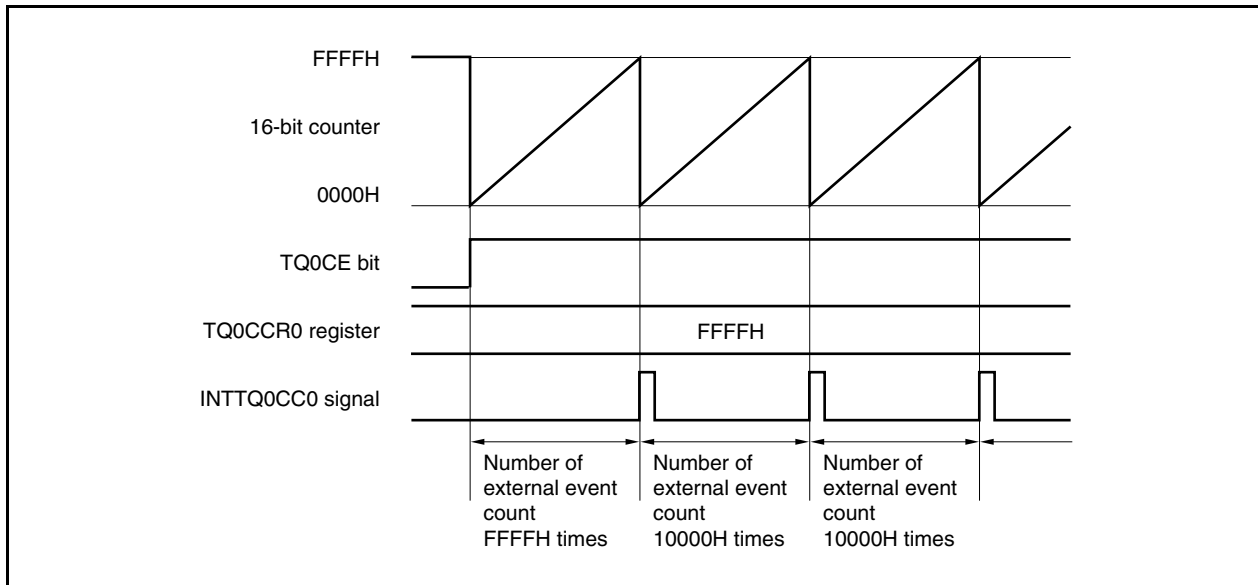 FFFFH
16-bit counter
0000H
TQ0CE bit
TQ0CCR0 register
FFFFH
INTTQ0CC0 signal
Number of
external event
count
FFFFH times
Number of
external event
count
10000H times
Number of
external event
count
10000H times